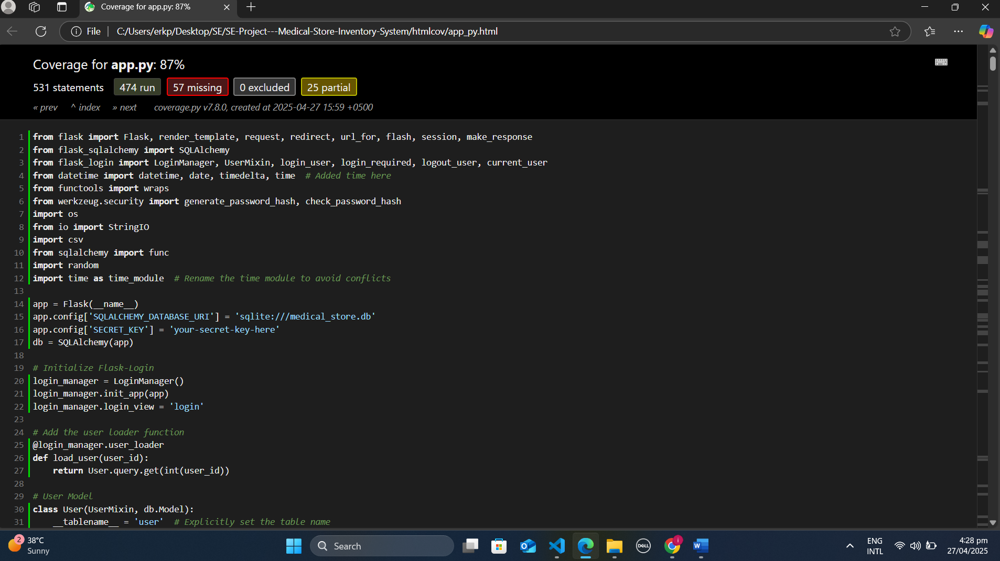 Coverage for app.py: 87%
File
C:/Users/erkp/Desktop/SE/SE-Project---Medical-Store-Inventory-System/htmlcov/app_py.html
Coverage for app.py: 87%
531 statements 474 run 57 missing 0 excluded 25 partial
« prev ^ index » next coverage.py v7.8.0, created at 2025-04-27 15:59 +0500
1 from flask import Flask, render_template, request, redirect, url_for, flash, session, make_response
2 from flask_sqlalchemy import SQLAlchemy
3 from flask_login import LoginManager, UserMixin, login_user, login_required, logout_user, current_user
4 from datetime import datetime, date, timedelta, time  # Added time here
5 from functools import wraps
6 from werkzeug.security import generate_password_hash, check_password_hash
7 import os
8 from io import StringIO
9 import csv
10 from sqlalchemy import func
11 import random
12 import time as time_module  # Rename the time module to avoid conflicts
13
14 app = Flask(__name__)
15 app.config['SQLALCHEMY_DATABASE_URI'] = 'sqlite:///medical_store.db'
16 app.config['SECRET_KEY'] = 'your-secret-key-here'
17 db = SQLAlchemy(app)
18
19 # Initialize Flask-Login
20 login_manager = LoginManager()
21 login_manager.init_app(app)
22 login_manager.login_view = 'login'
23
24 # Add the user loader function
25 @login_manager.user_loader
26 def load_user(user_id):
27     return User.query.get(int(user_id))
28
29 # User Model
30 class User(UserMixin, db.Model):
31     __tablename__ = 'user'  # Explicitly set the table name
2
38°C
Sunny
Search
DELL
ENG
INTL
4:28 pm
27/04/2025